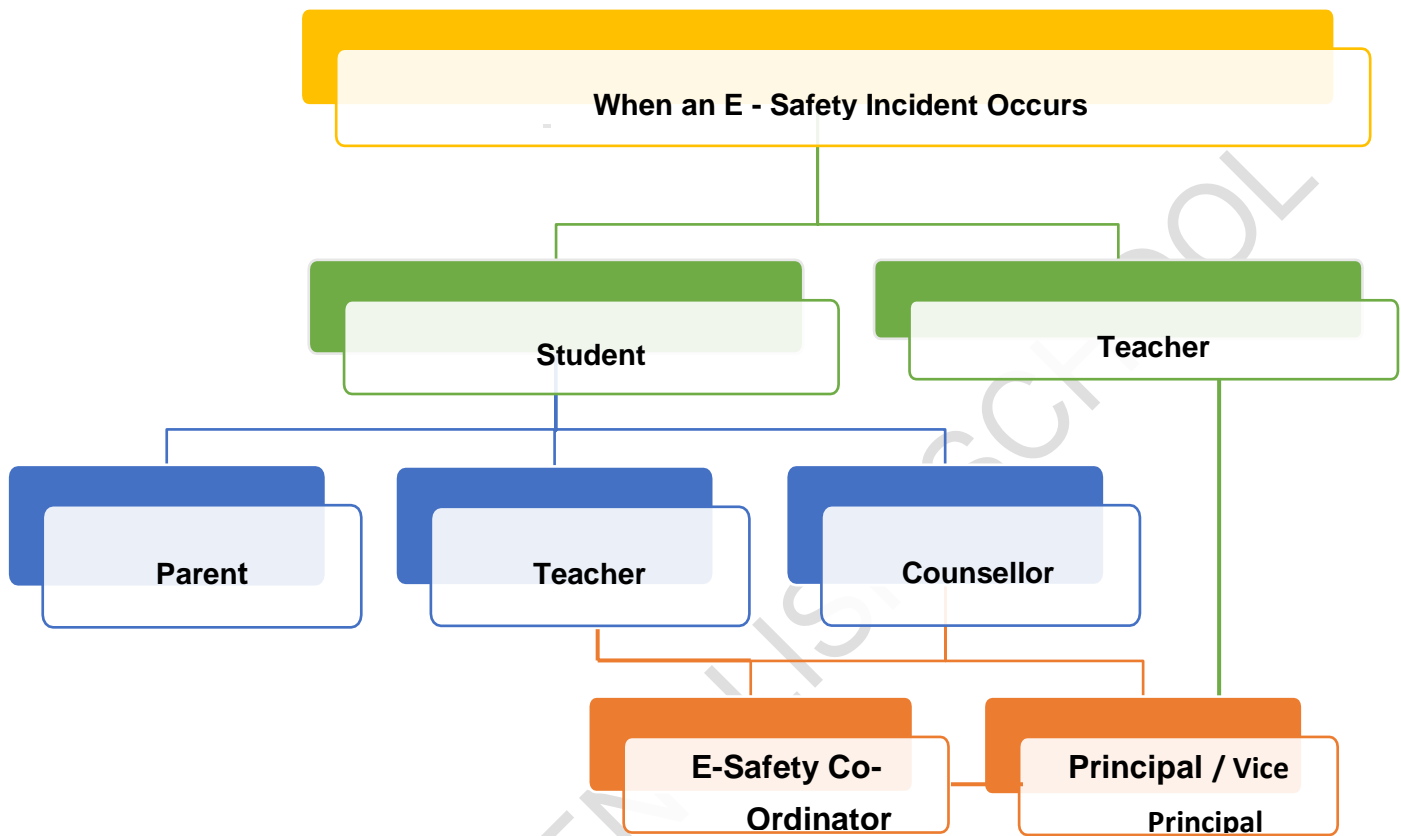 When an E - Safety Incident Occurs
Student
Teacher
Parent
Teacher
Counsellor
E-Safety Co-
Ordinator
Principal / Vice
Principal